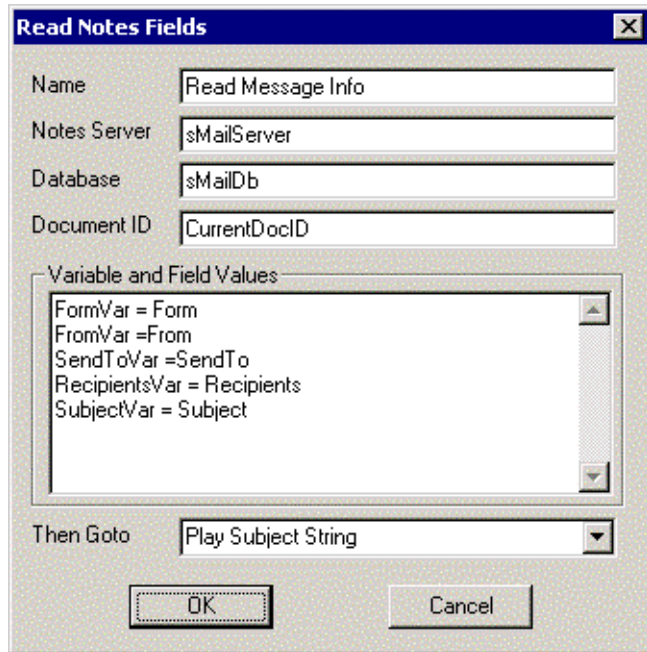 Read Notes Fields
Name Read Message Info
Notes Server sMailServer
Database sMailDb
Document ID CurrentDocID
Variable and Field Values
FormVar = Form
FromVar =From
SendToVar =SendTo
RecipientsVar = Recipients
SubjectVar = Subject
Then Goto Play Subject String
OK Cancel